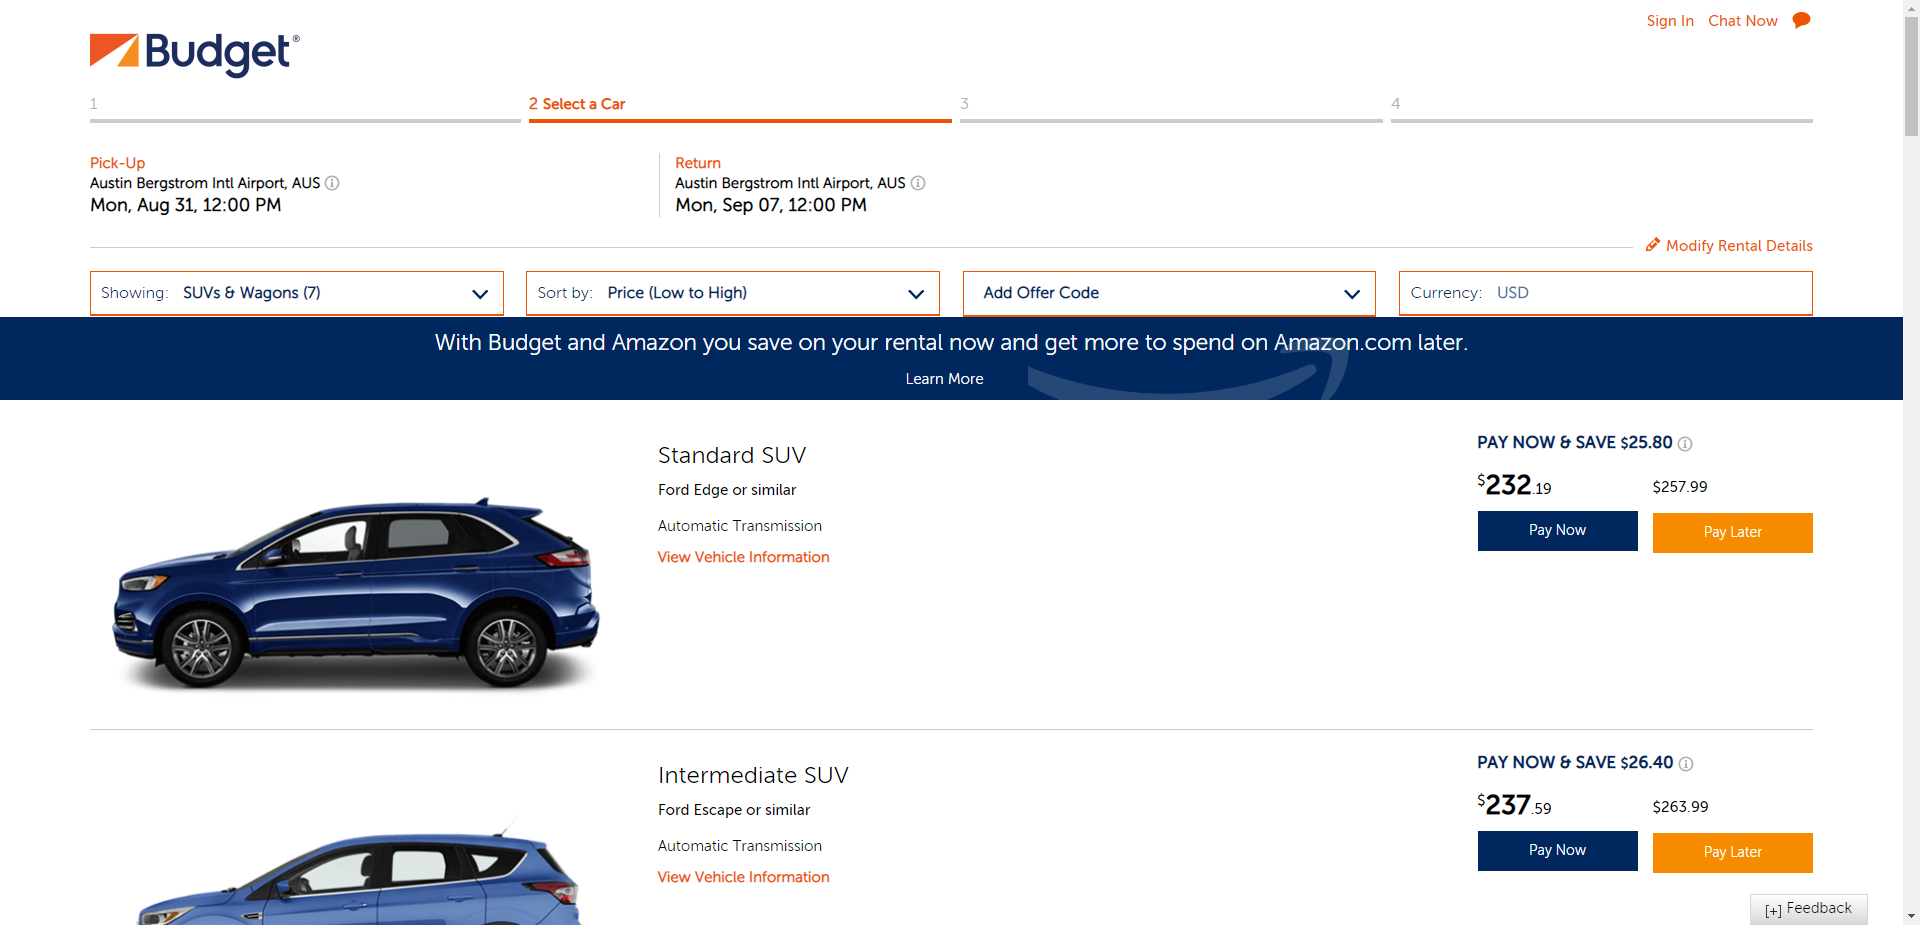 Sign In Chat Now
Budget®
1
2 Select a Car
3
4
Pick-Up
Austin Bergstrom Intl Airport, AUS
Mon, Aug 31, 12:00 PM
Return
Austin Bergstrom Intl Airport, AUS
Mon, Sep 07, 12:00 PM
Modify Rental Details
Showing: SUVs & Wagons (7)
Sort by: Price (Low to High)
Add Offer Code
Currency: USD
With Budget and Amazon you save on your rental now and get more to spend on Amazon.com later.
Learn More
Standard SUV
Ford Edge or similar
Automatic Transmission
View Vehicle Information
PAY NOW & SAVE $25.80
$232.19
$257.99
Pay Now
Pay Later
Intermediate SUV
Ford Escape or similar
Automatic Transmission
View Vehicle Information
PAY NOW & SAVE $26.40
$237.59
$263.99
Pay Now
Pay Later
[+] Feedback